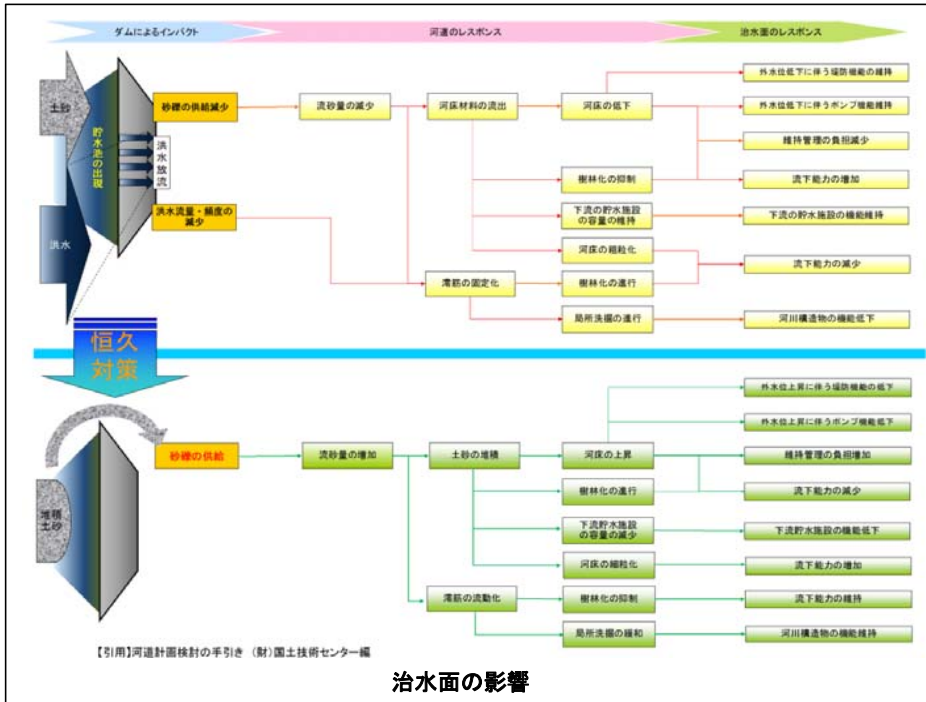 ダムによるインパクト
河道のレスポンス
治水面のレスポンス
土砂
貯水池の出現
洪水放流
洪水
砂礫の供給減少
流砂量の減少
河床材料の流出
河床の低下
外水位低下に伴う堤防機能の維持
外水位低下に伴うポンプ機能維持
維持管理の負担減少
樹林化の抑制
流下能力の増加
洪水流量・頻度の
減少
下流の貯水施設
の容量の維持
下流の貯水施設の機能維持
河床の粗粒化
流下能力の減少
澪筋の固定化
樹林化の進行
局所洗掘の進行
河川構造物の機能低下
恒久
対策
外水位上昇に伴う堤防機能の低下
外水位上昇に伴うポンプ機能低下
堆積
土砂
砂礫の供給
流砂量の増加
土砂の堆積
河床の上昇
維持管理の負担増加
樹林化の進行
流下能力の減少
下流貯水施設
の容量の減少
下流貯水施設の機能低下
河床の細粒化
流下能力の増加
澪筋の流動化
樹林化の抑制
流下能力の維持
局所洗掘の緩和
河川構造物の機能維持
【引用】河道計画検討の手引き (財)国土技術センター編
治水面の影響